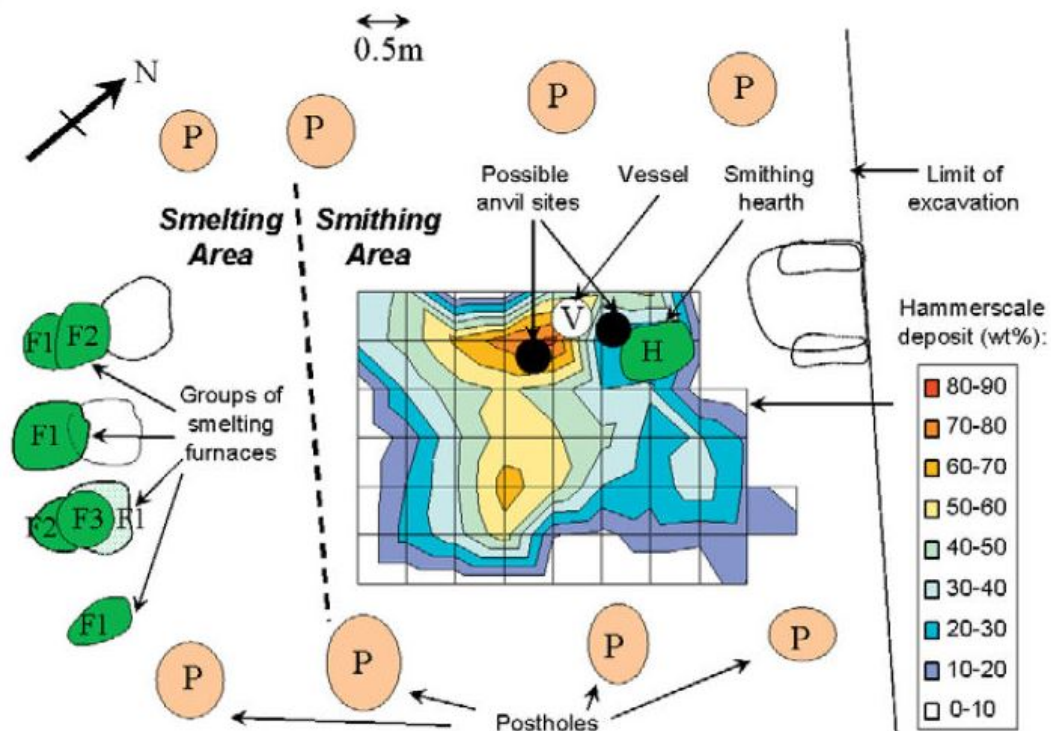 0.5m
N
P
P
P
P
Possible
anvil sites
Vessel
Smithing
hearth
Limit of
excavation
Smelting
Area
Smithing
Area
V
H
F1
F2
Groups of
smelting
furnaces
F1
F2
F3
F1
F1
Hammerscale
deposit (wt%):
80-90
70-80
60-70
50-60
40-50
30-40
20-30
10-20
0-10
P
P
P
P
Postholes